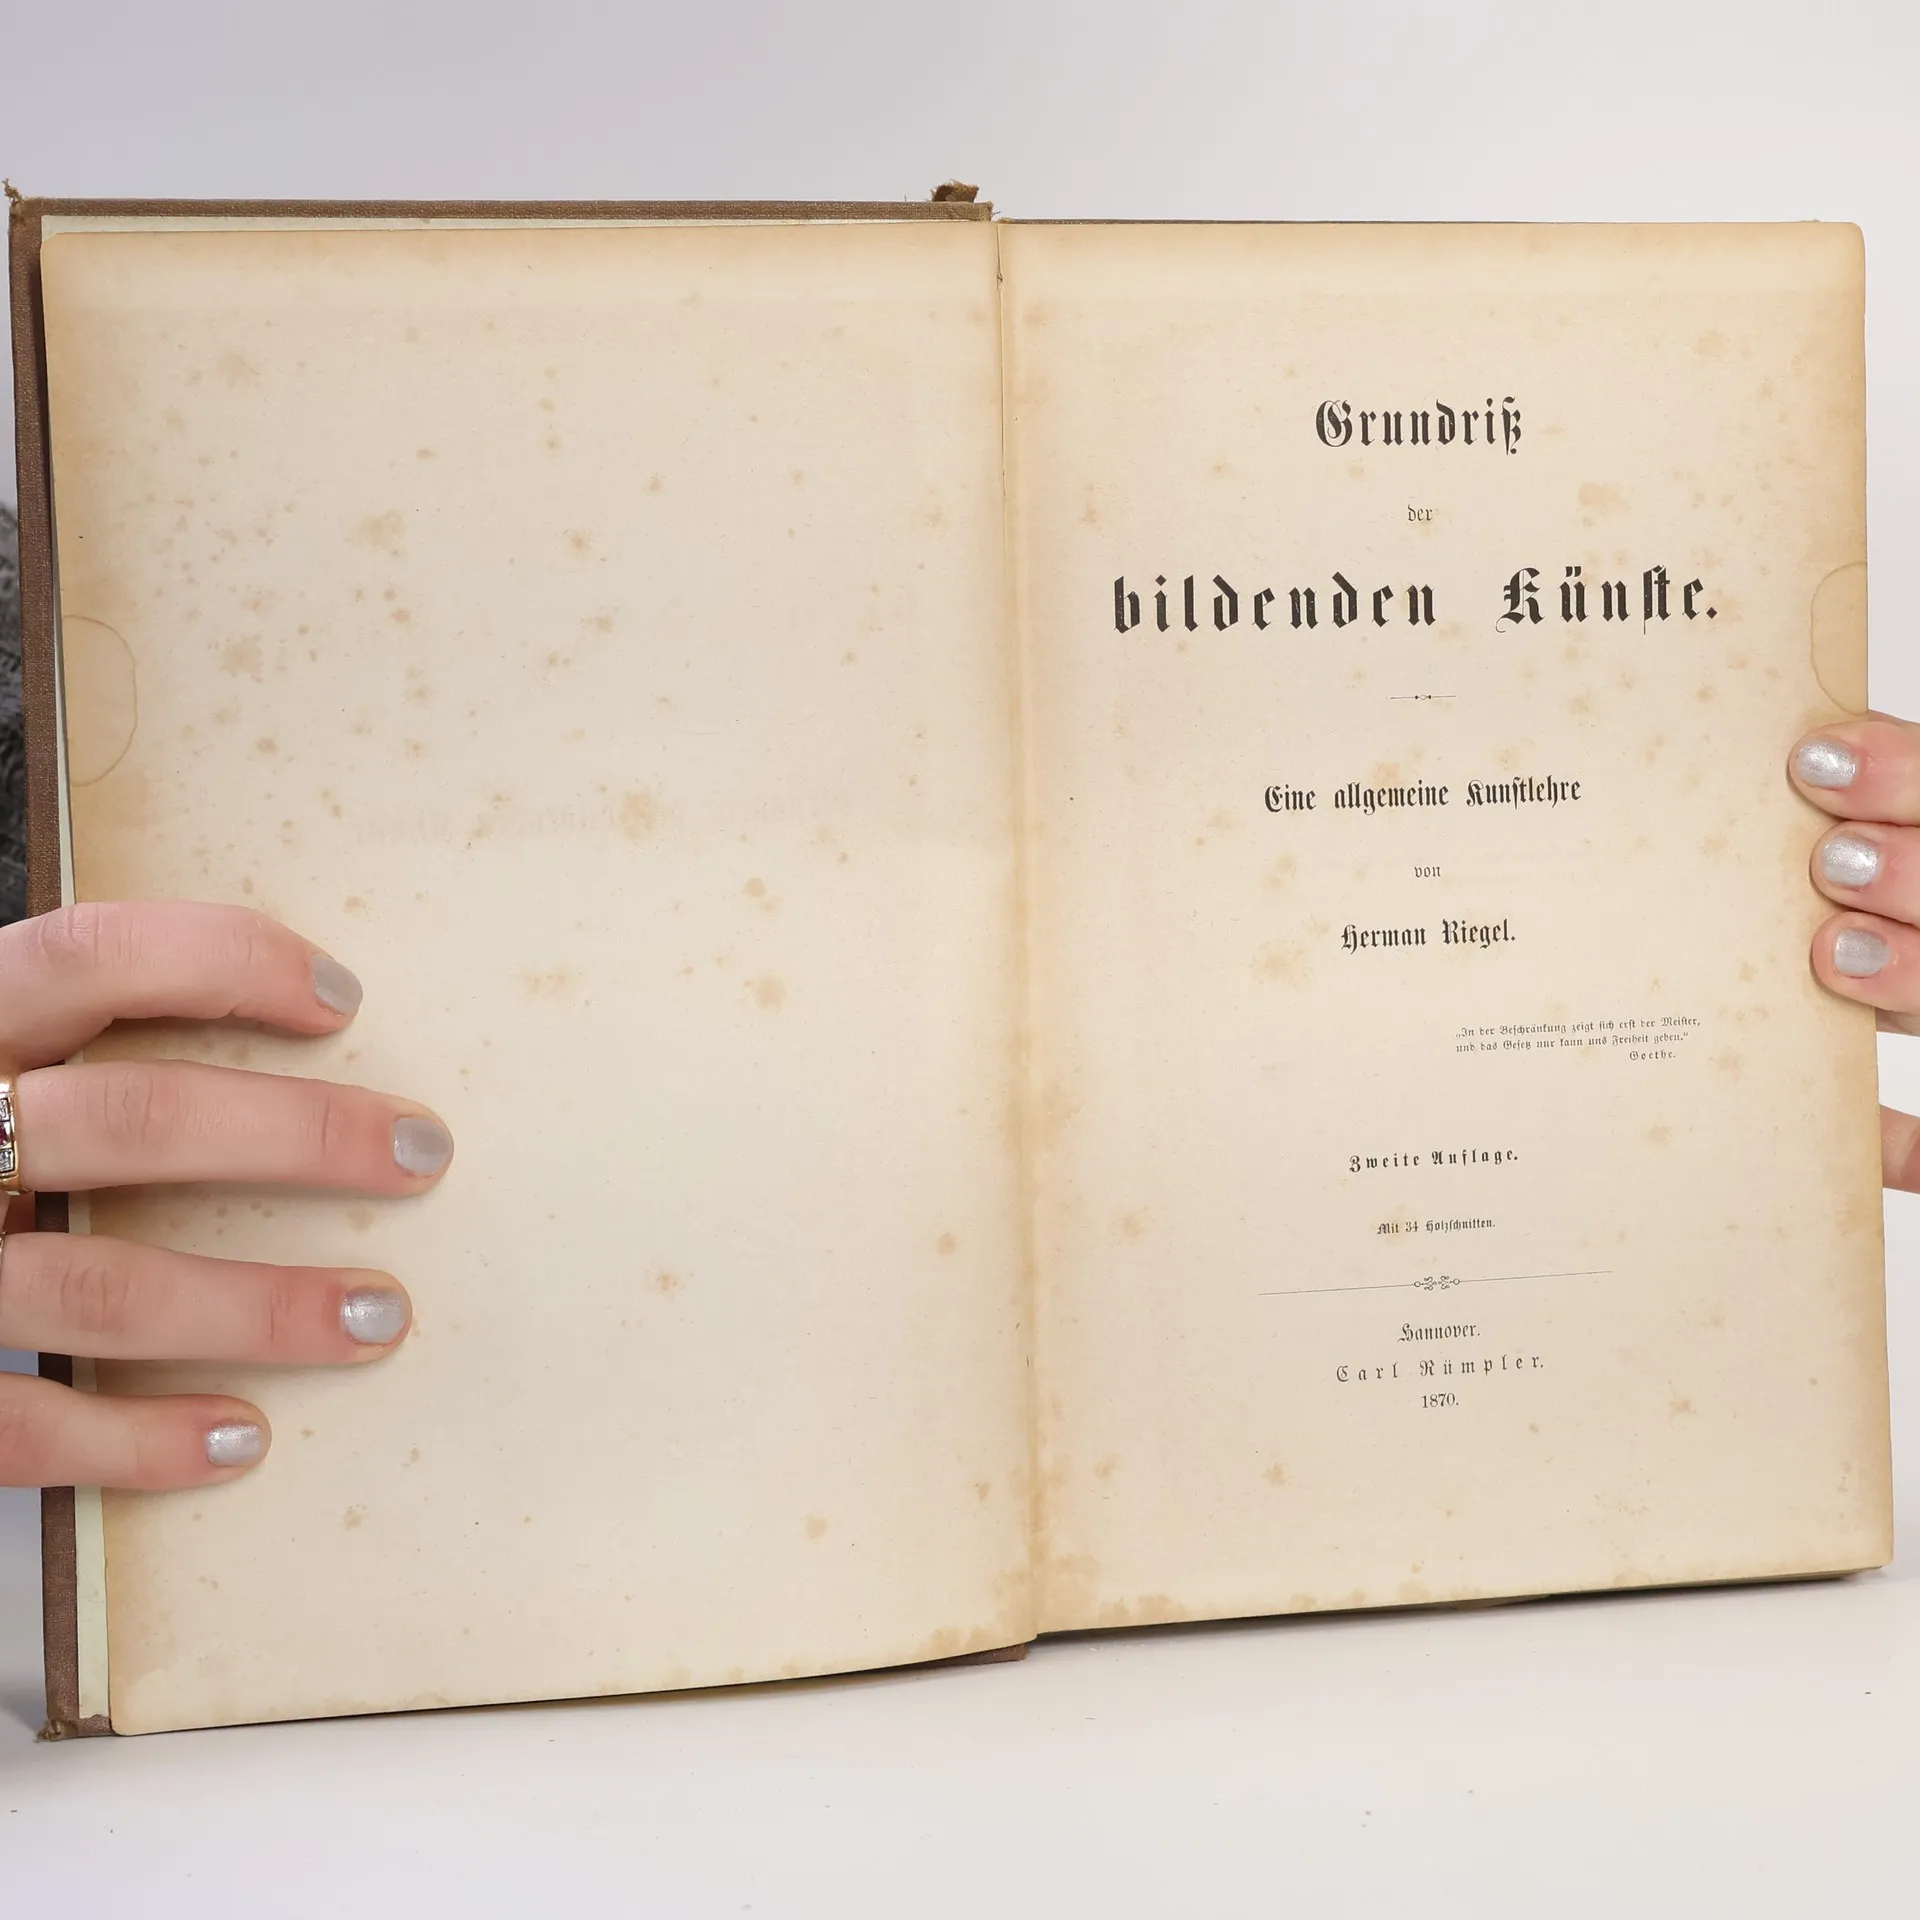 Grundriß
der
bildenden Künste.
Eine allgemeine Kunstlehre
von
Herman Riegel.
„In der Beschränkung zeigt sich erst der Meister,
und das Gesetz nur kann uns Freiheit geben.“
Goethe.
Zweite Auflage.
Mit 34 Holzschnitten.
Hannover.
Carl Rümpler.
1870.